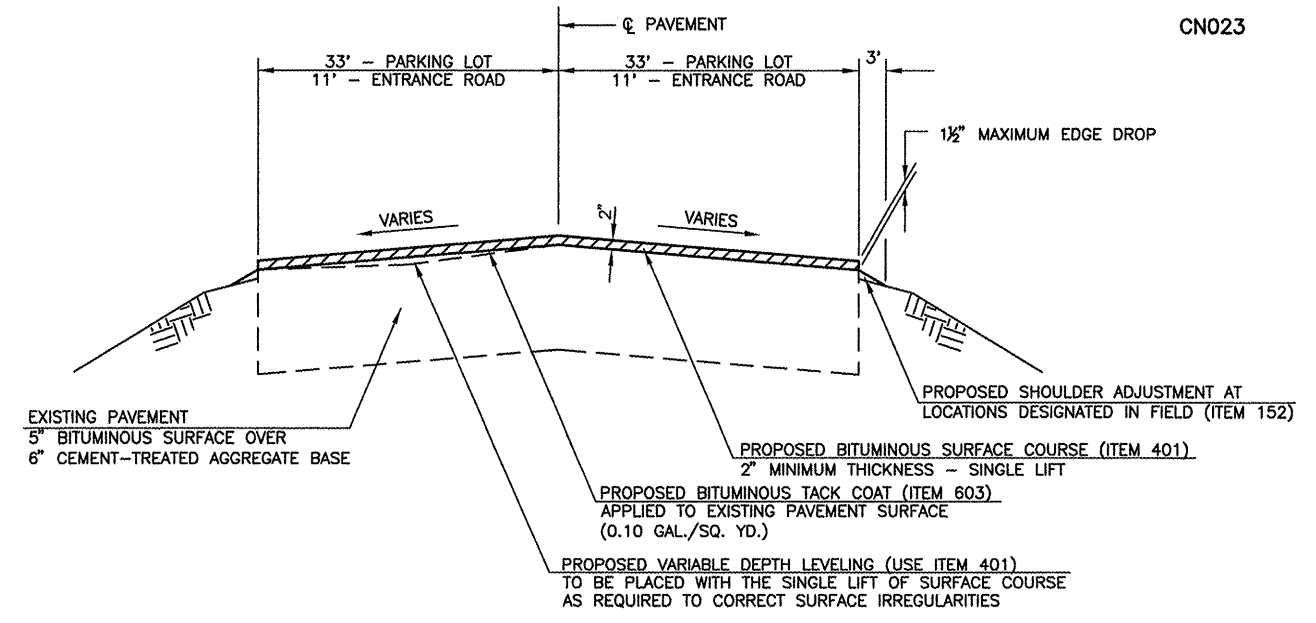 CN023
℄ PAVEMENT
33' - PARKING LOT
11' - ENTRANCE ROAD
33' - PARKING LOT
11' - ENTRANCE ROAD
3'
1½" MAXIMUM EDGE DROP
VARIES
2"
VARIES
EXISTING PAVEMENT
5" BITUMINOUS SURFACE OVER
6" CEMENT-TREATED AGGREGATE BASE
PROPOSED SHOULDER ADJUSTMENT AT
LOCATIONS DESIGNATED IN FIELD (ITEM 152)
PROPOSED BITUMINOUS SURFACE COURSE (ITEM 401)
2" MINIMUM THICKNESS - SINGLE LIFT
PROPOSED BITUMINOUS TACK COAT (ITEM 603)
APPLIED TO EXISTING PAVEMENT SURFACE
(0.10 GAL./SQ. YD.)
PROPOSED VARIABLE DEPTH LEVELING (USE ITEM 401)
TO BE PLACED WITH THE SINGLE LIFT OF SURFACE COURSE
AS REQUIRED TO CORRECT SURFACE IRREGULARITIES